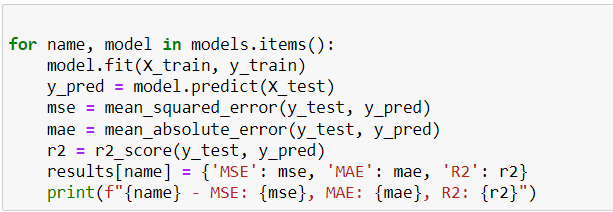 for name, model in models.items():
    model.fit(X_train, y_train)
    y_pred = model.predict(X_test)
    mse = mean_squared_error(y_test, y_pred)
    mae = mean_absolute_error(y_test, y_pred)
    r2 = r2_score(y_test, y_pred)
    results[name] = {'MSE': mse, 'MAE': mae, 'R2': r2}
    print(f"{name} - MSE: {mse}, MAE: {mae}, R2: {r2}")